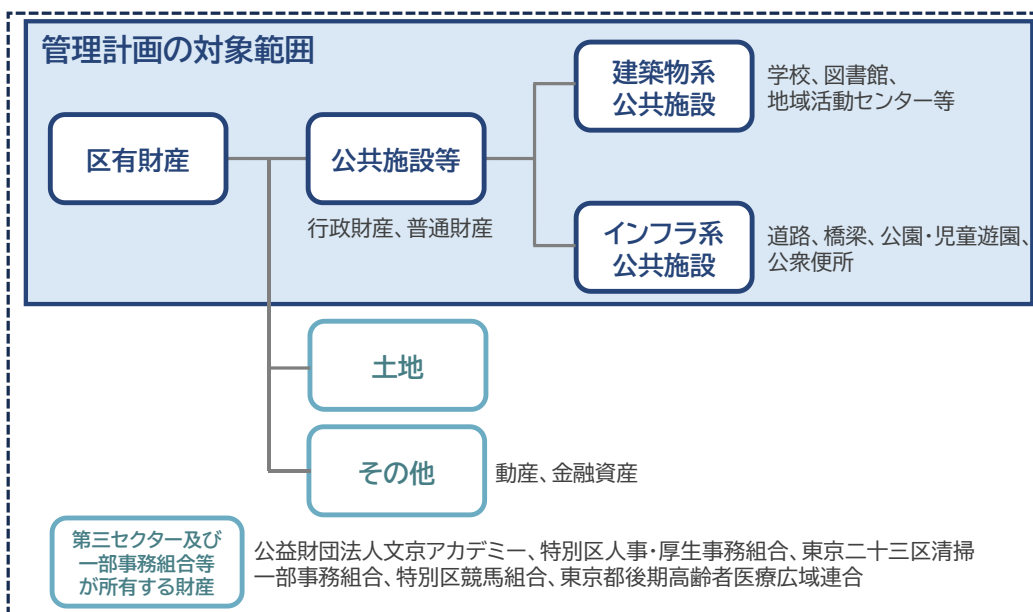 管理計画の対象範囲
区有財産
公共施設等
行政財産、普通財産
建築物系
公共施設
学校、図書館、
地域活動センター等
インフラ系
公共施設
道路、橋梁、公園・児童遊園、
公衆便所
土地
その他
動産、金融資産
第三セクター及び
一部事務組合等
が所有する財産
公益財団法人文京アカデミー、特別区人事・厚生事務組合、東京二十三区清掃
一部事務組合、特別区競馬組合、東京都後期高齢者医療広域連合